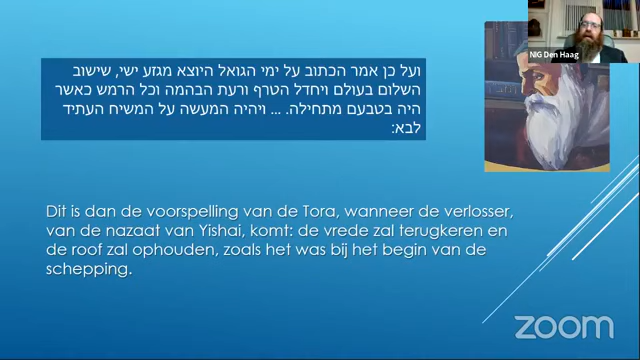 NIG Den Haag
ועל כן אמר הכתוב על ימי הגואל היוצא מגזע ישי, שישוב
השלום בעולם ויחדל הטרף ורעת הבהמה וכל הרמש כאשר
היה בטבעם מתחילה. ... ויהיה המעשה על המשיח העתיד
לבא:
Dit is dan de voorspelling van de Tora, wanneer de verlosser,
van de nazaat van Yishai, komt: de vrede zal terugkeren en
de roof zal ophouden, zoals het was bij het begin van de
schepping.
zoom